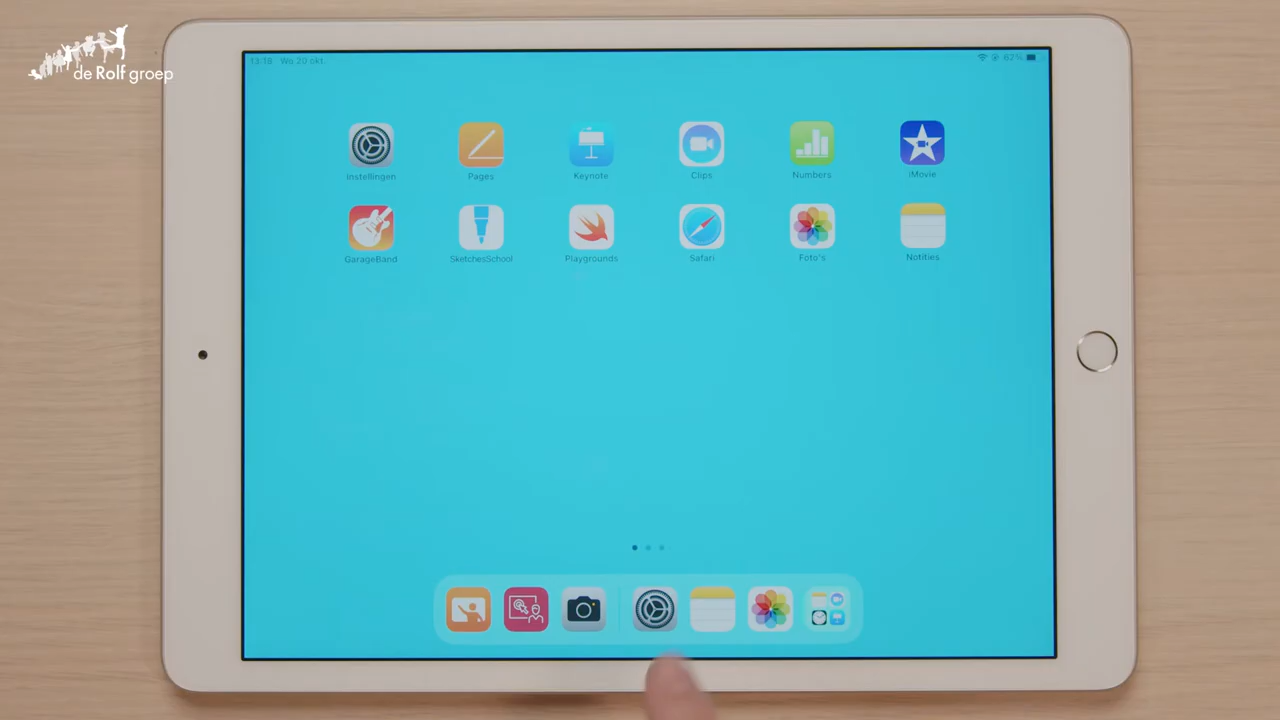 de Rolf groep
13:18 Wo 20 okt.
62%
Instellingen
Pages
Keynote
Clips
Numbers
iMovie
GarageBand
SketchesSchool
Playgrounds
Safari
Foto's
Notities